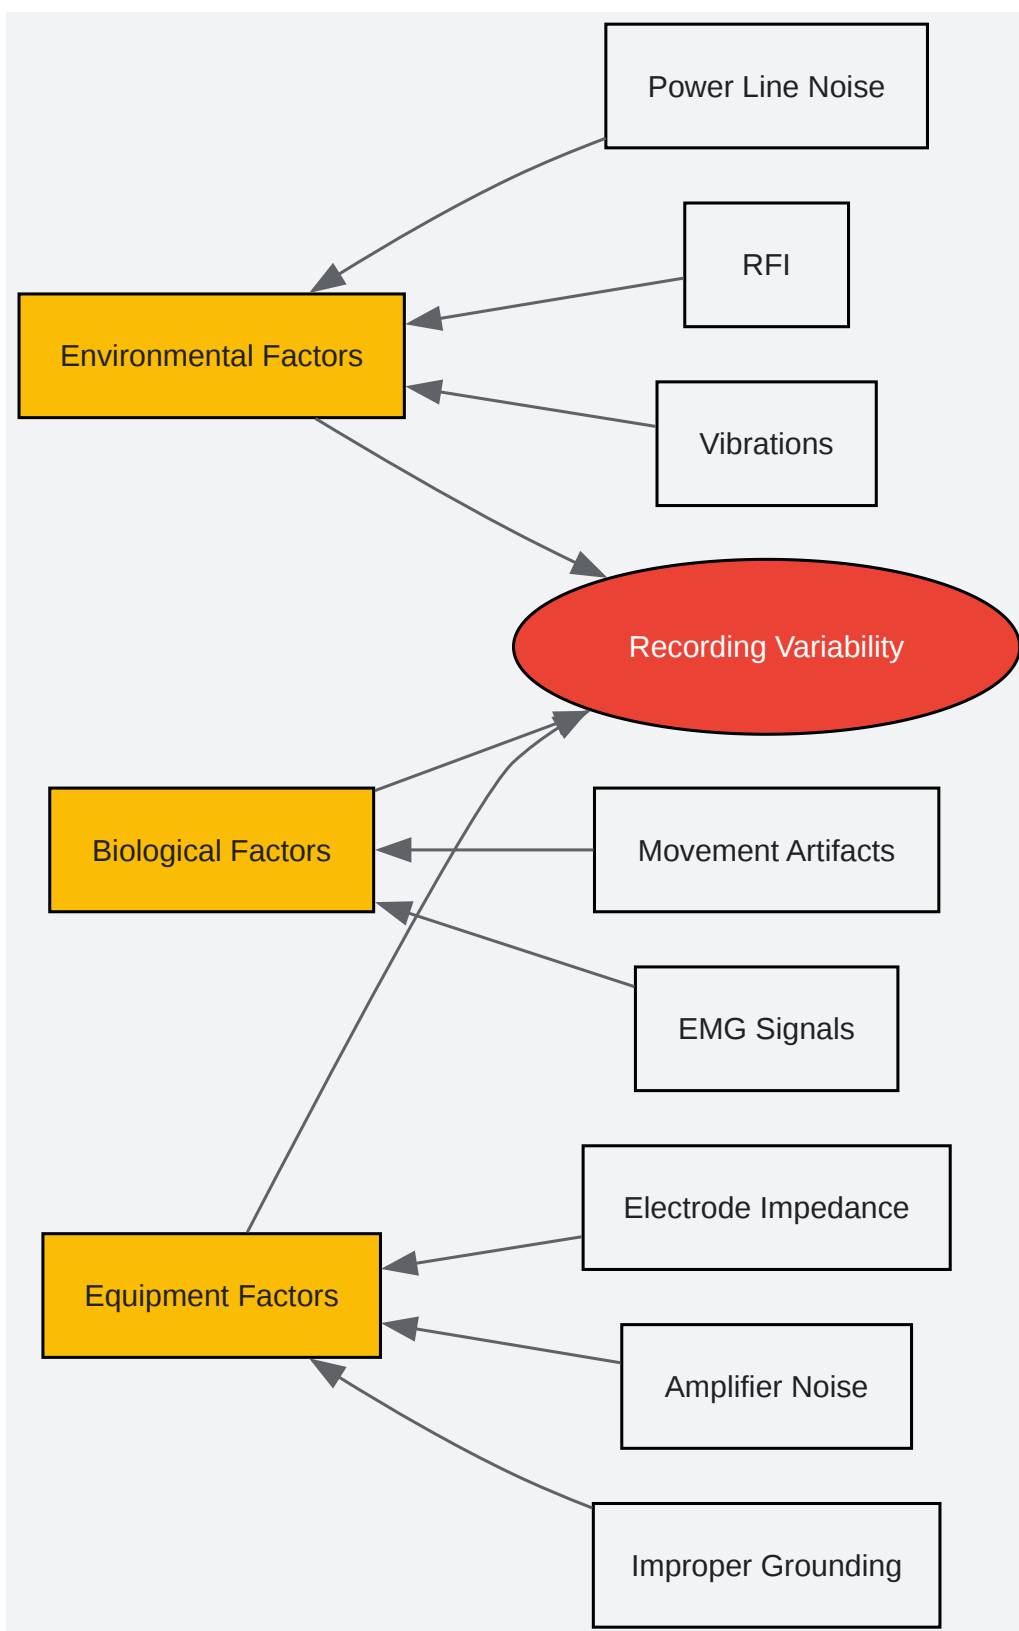 Power Line Noise
RFI
Environmental Factors
Vibrations
Recording Variability
Biological Factors
Movement Artifacts
EMG Signals
Electrode Impedance
Equipment Factors
Amplifier Noise
Improper Grounding